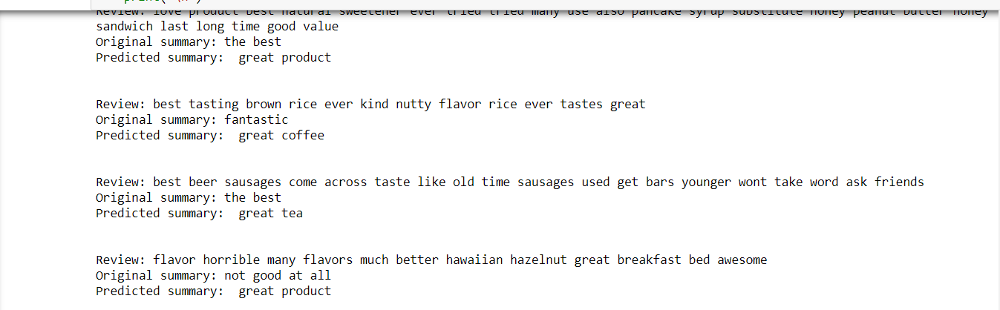 Review: love product best natural sweetener ever tried tried many use also pancake syrup substitute honey peanut butter honey
sandwich last long time good value
Original summary: the best
Predicted summary:  great product
Review: best tasting brown rice ever kind nutty flavor rice ever tastes great
Original summary: fantastic
Predicted summary:  great coffee
Review: best beer sausages come across taste like old time sausages used get bars younger wont take word ask friends
Original summary: the best
Predicted summary:  great tea
Review: flavor horrible many flavors much better hawaiian hazelnut great breakfast bed awesome
Original summary: not good at all
Predicted summary:  great product